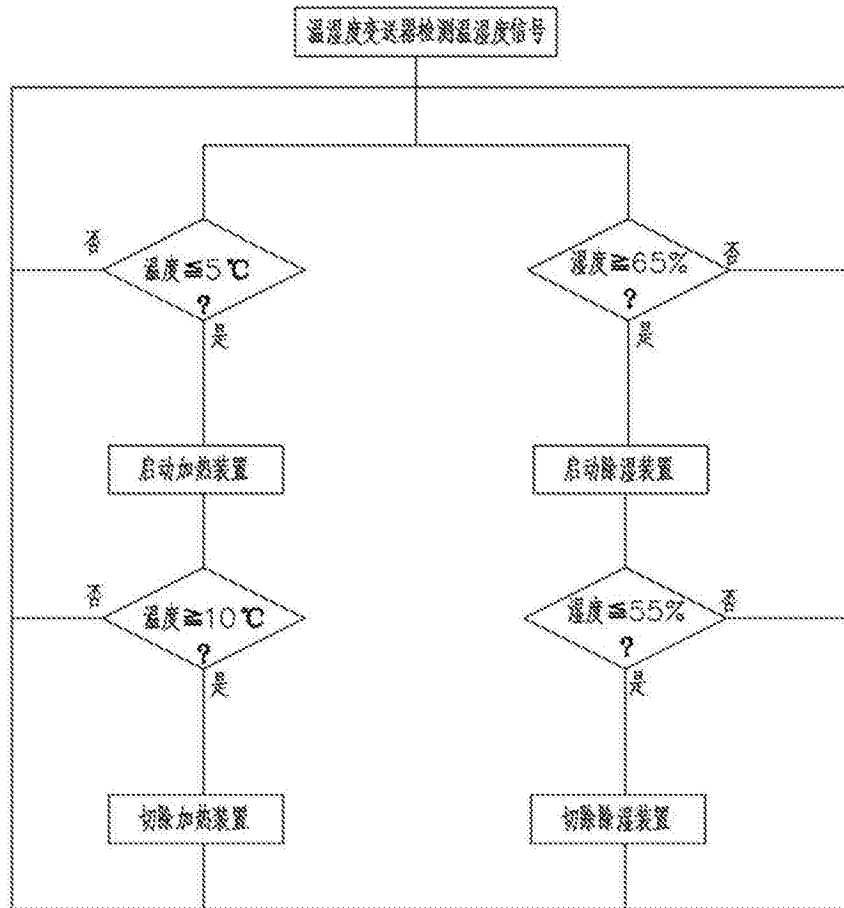 温湿度变送器检测温湿度信号
否
温度≦5℃
?
是
湿度≧65%
?
否
是
启动加热装置
启动除湿装置
否
温度≧10℃
?
是
湿度≦55%
?
否
是
切除加热装置
切除除湿装置